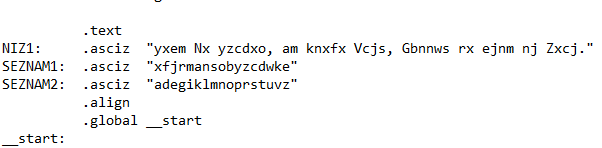 .text
NIZ1: .asciz "yxem Nx yzcdxo, am knxfx Vcjs, Gbnnws rx ejnm nj Zxcj."
SEZNAM1: .asciz "xfjrmansobyzcdwke"
SEZNAM2: .asciz "adegiklmnoprstuvz"
.align
.global __start
__start: